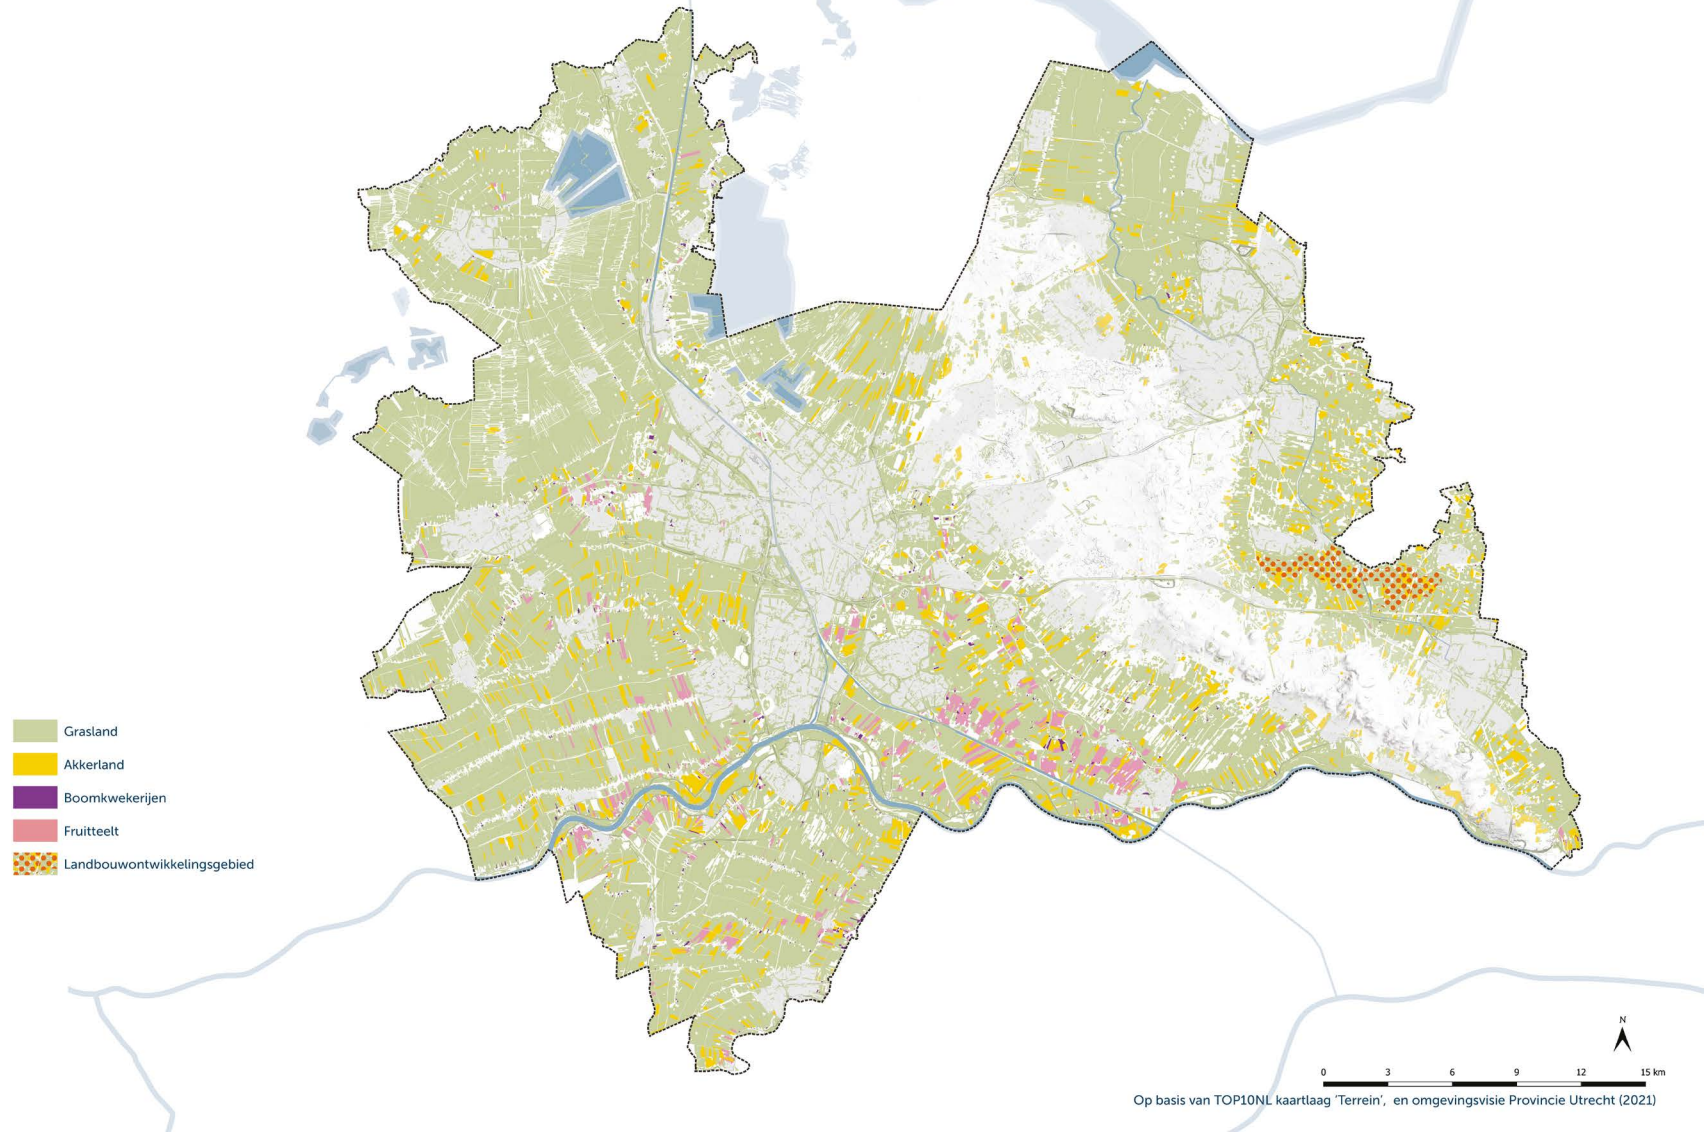 Grasland
Akkerland
Boomkwekerijen
Fruitteelt
Landbouwontwikkelingsgebied
N
0 3 6 9 12 15 km
Op basis van TOP10NL kaartlaag ‘Terrein’, en omgevingsvisie Provincie Utrecht (2021)